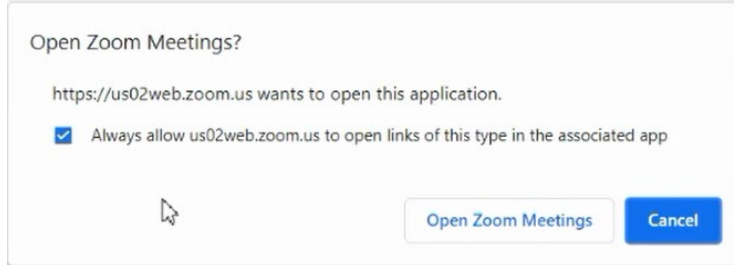 Open Zoom Meetings?
https://us02web.zoom.us wants to open this application.
Always allow us02web.zoom.us to open links of this type in the associated app
Open Zoom Meetings
Cancel